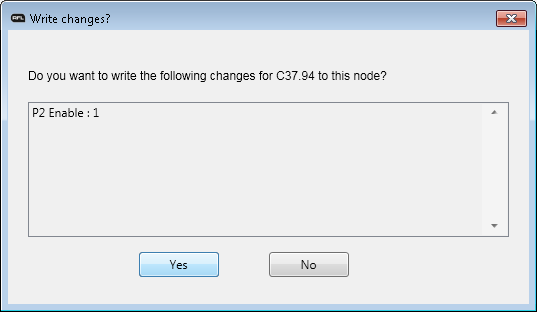 AFL Write changes?
Do you want to write the following changes for C37.94 to this node?
P2 Enable : 1
Yes No